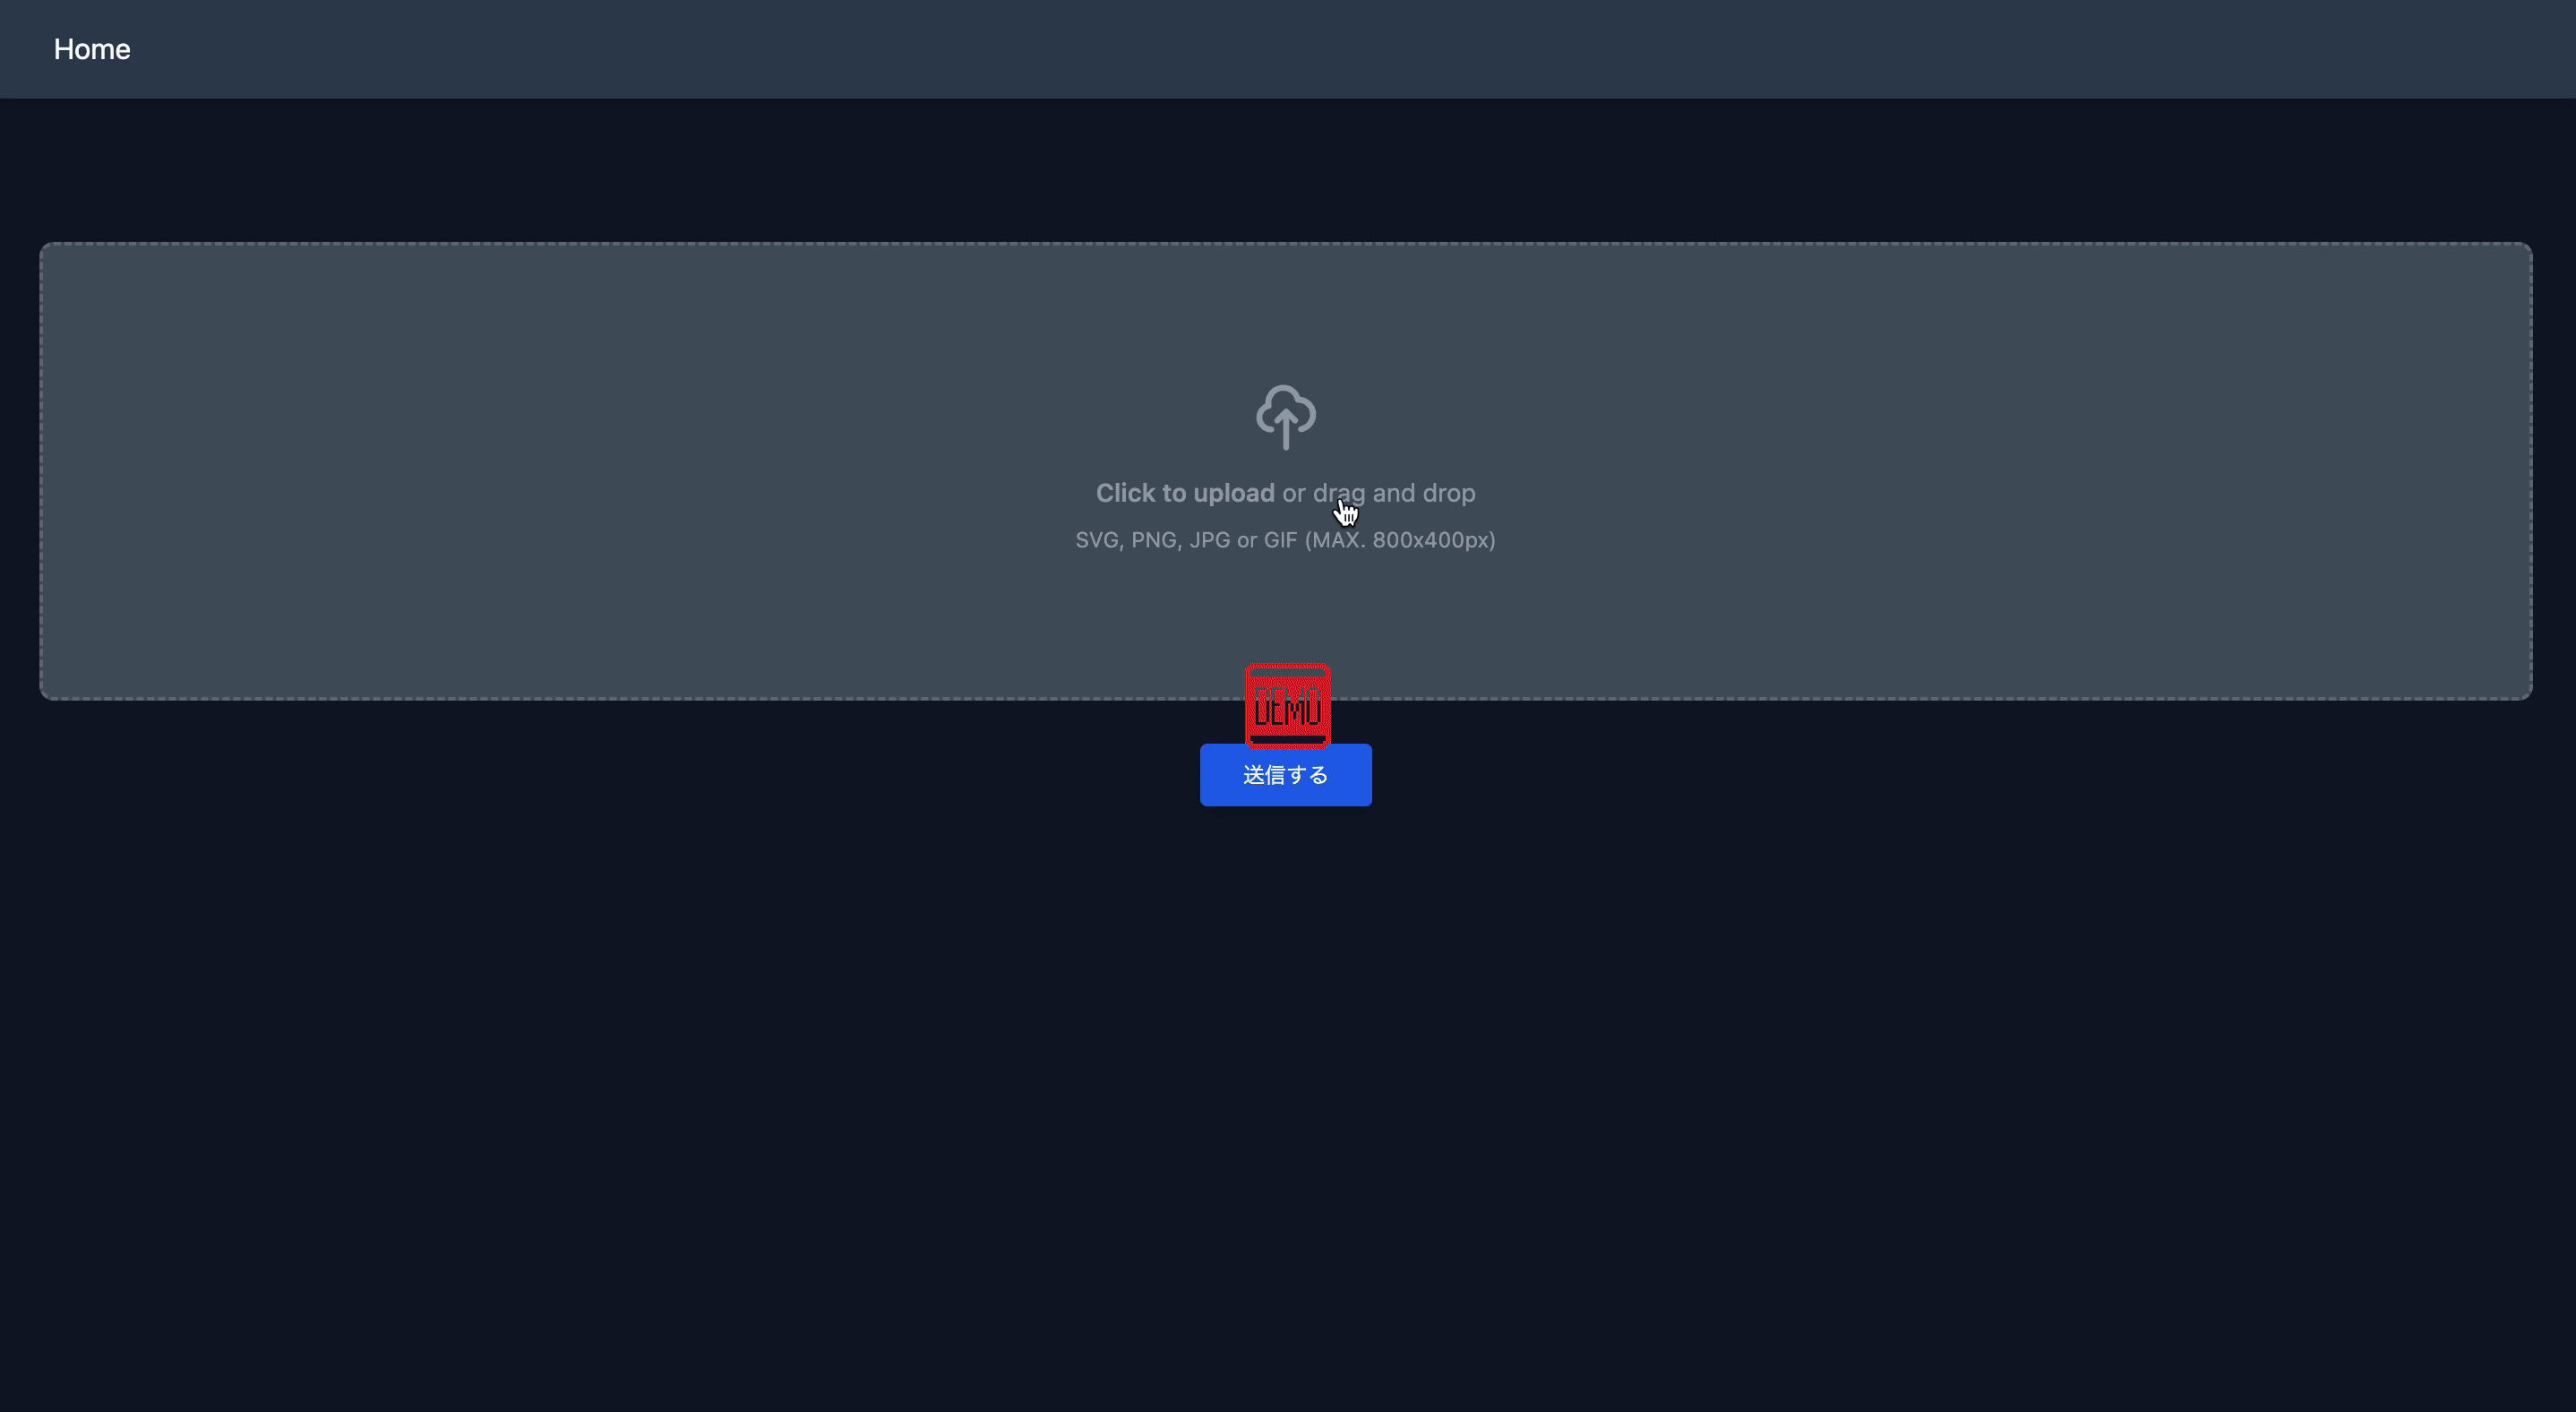 Home
Click to upload or drag and drop
SVG, PNG, JPG or GIF (MAX. 800x400px)
DEMO
送信する